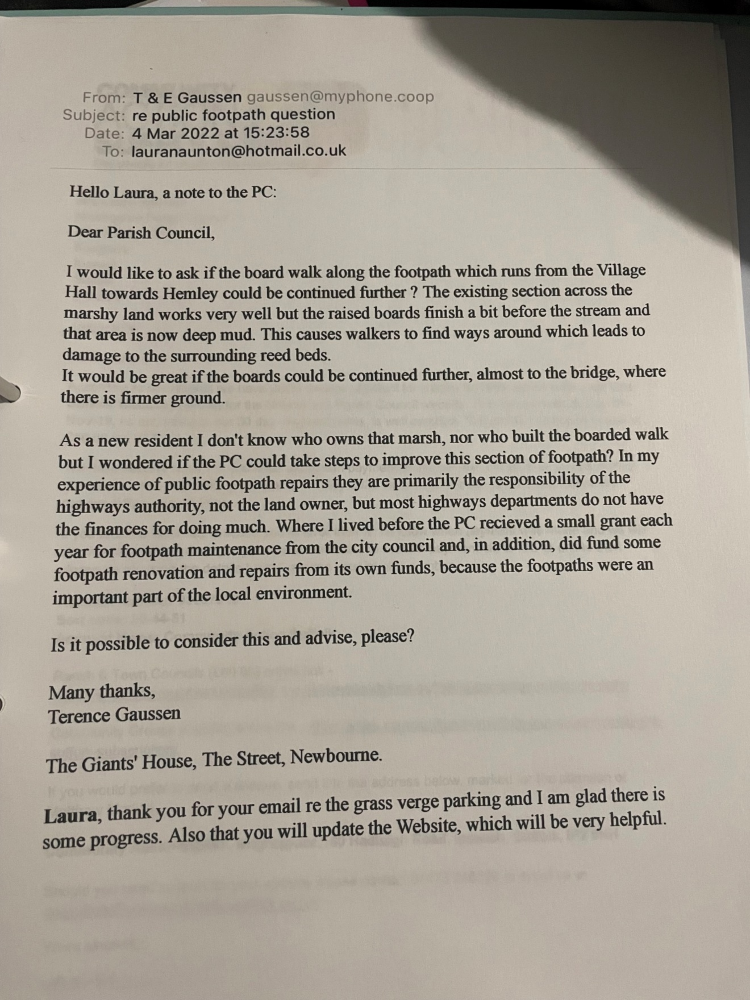 From: T & E Gaussen gaussen@myphone.coop
Subject: re public footpath question
Date: 4 Mar 2022 at 15:23:58
To: lauranaunton@hotmail.co.uk
Hello Laura, a note to the PC:
Dear Parish Council,
I would like to ask if the board walk along the footpath which runs from the Village
Hall towards Hemley could be continued further ? The existing section across the
marshy land works very well but the raised boards finish a bit before the stream and
that area is now deep mud. This causes walkers to find ways around which leads to
damage to the surrounding reed beds.
It would be great if the boards could be continued further, almost to the bridge, where
there is firmer ground.
As a new resident I don't know who owns that marsh, nor who built the boarded walk
but I wondered if the PC could take steps to improve this section of footpath? In my
experience of public footpath repairs they are primarily the responsibility of the
highways authority, not the land owner, but most highways departments do not have
the finances for doing much. Where I lived before the PC recieved a small grant each
year for footpath maintenance from the city council and, in addition, did fund some
footpath renovation and repairs from its own funds, because the footpaths were an
important part of the local environment.
Is it possible to consider this and advise, please?
Many thanks,
Terence Gaussen
The Giants' House, The Street, Newbourne.
Laura, thank you for your email re the grass verge parking and I am glad there is
some progress. Also that you will update the Website, which will be very helpful.